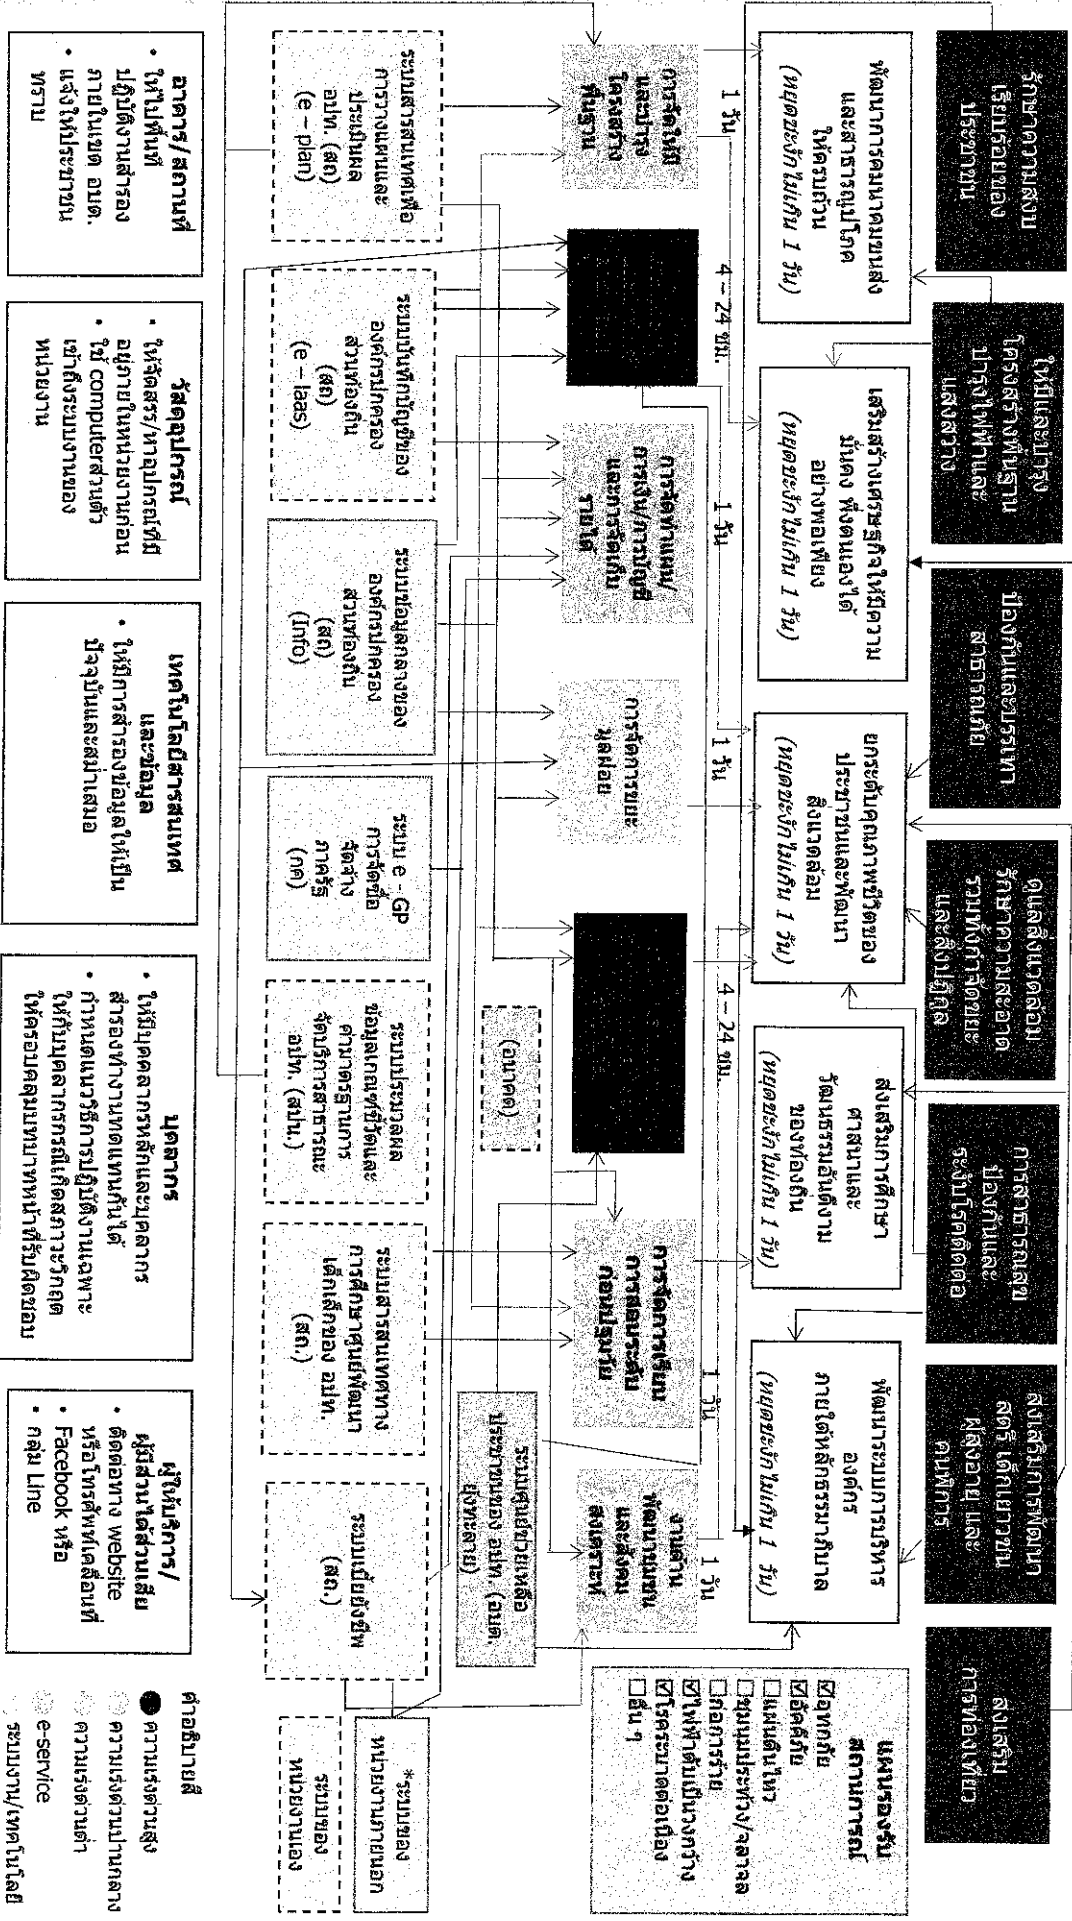 รักษาความสงบ
เรียบร้อยของ
ประชาชน
ให้มีและบำรุง
โครงสร้างพื้นฐาน
บำรุงไฟฟ้าและ
แสงสว่าง
ป้องกันและบรรเทา
สาธารณภัย
ดูแลสิ่งแวดล้อม
รักษาความสะอาด
รวมทั้งกำจัดขยะ
และสิ่งปฏิกูล
การสาธารณสุข
ป้องกันและ
ระงับโรคติดต่อ
ส่งเสริมการพัฒนา
สตรี เด็กเยาวชน
ผู้สูงอายุ และ
คนพิการ
ส่งเสริม
การท่องเที่ยว
พัฒนาการคมนาคมขนส่ง
และสาธารณูปโภค
ให้ครบถ้วน
(หยุดชะงักไม่เกิน 1 วัน)
เสริมสร้างเศรษฐกิจให้มีความ
มั่นคง พึ่งตนเองได้
อย่างพอเพียง
(หยุดชะงักไม่เกิน 1 วัน)
ยกระดับคุณภาพชีวิตของ
ประชาชนและพัฒนา
สิ่งแวดล้อม
(หยุดชะงักไม่เกิน 1 วัน)
ส่งเสริมการศึกษา
ศาสนาและ
วัฒนธรรมอันดีงาม
ของท้องถิ่น
(หยุดชะงักไม่เกิน 1 วัน)
พัฒนาระบบการบริหาร
องค์กร
ภายใต้หลักธรรมาภิบาล
(หยุดชะงักไม่เกิน 1 วัน)
แผนรองรับ
สถานการณ์
☑อุทกภัย
☑อัคคีภัย
☐แผ่นดินไหว
☐ชุมนุมประท้วง/จลาจล
☐ก่อการร้าย
☑ไฟฟ้าดับเป็นวงกว้าง
☑โรคระบาดต่อเนื่อง
☐อื่น ๆ
1 วัน
4 – 24 ชม.
1 วัน
1 วัน
4 – 24 ชม.
1 วัน
1 วัน
การจัดให้มี
และบำรุง
โครงสร้าง
พื้นฐาน
การจัดทำแผน/
การเงิน/การบัญชี
และการจัดเก็บ
รายได้
การจัดการขยะ
มูลฝอย
การจัดการเรียน
การสอนระดับ
ก่อนปฐมวัย
งานด้าน
พัฒนาชุมชน
และสังคม
สงเคราะห์
(อนาคต)
ระบบศูนย์ช่วยเหลือ
ประชาชนของ อปท. (อบต.
ยั้งทะลาย)
ระบบสารสนเทศเพื่อ
การวางแผนและ
ประเมินผล
อปท. (สถ)
(e – plan)
ระบบบันทึกบัญชีของ
องค์กรปกครอง
ส่วนท้องถิ่น
(สถ)
(e – laas)
ระบบข้อมูลกลางของ
องค์กรปกครอง
ส่วนท้องถิ่น
(สถ)
(Info)
ระบบ e - GP
การจัดซื้อ
จัดจ้าง
ภาครัฐ
(กค)
ระบบประมวลผล
ข้อมูลเกณฑ์ชี้วัดและ
ค่ามาตรฐานการ
จัดบริการสาธารณะ
อปท. (สปน.)
ระบบสารสนเทศทาง
การศึกษาศูนย์พัฒนา
เด็กเล็กของ อปท.
(สถ.)
ระบบเบี้ยยังชีพ
(สถ.)
*ระบบของ
หน่วยงานภายนอก
ระบบของ
หน่วยงานเอง
อาคาร/สถานที่
• ให้ไปพื้นที่
ปฏิบัติงานสำรอง
ภายในเขต อบต.
• แจ้งให้ประชาชน
ทราบ
วัสดุอุปกรณ์
• ให้จัดสรร/หาอุปกรณ์ที่มี
อยู่ภายในหน่วยงานก่อน
• ใช้ computerส่วนตัว
เข้าถึงระบบงานของ
หน่วยงาน
เทคโนโลยีสารสนเทศ
และข้อมูล
• ให้มีการสำรองข้อมูลให้เป็น
ปัจจุบันและสม่ำเสมอ
บุคลากร
• ให้มีบุคคลากรหลักและบุคลากร
สำรองทำงานทดแทนกันได้
• กำหนดแนววิธีการปฏิบัติงานเฉพาะ
ให้กับบุคลากรกรณีเกิดสภาวะวิกฤต
ให้ครอบคลุมบทบาทหน้าที่รับผิดชอบ
ผู้ให้บริการ/
ผู้มีส่วนได้ส่วนเสีย
• ติดต่อทาง website
หรือโทรศัพท์เคลื่อนที่
• Facebook หรือ
• กลุ่ม Line
คำอธิบายสี
ความเร่งด่วนสูง
ความเร่งด่วนปานกลาง
ความเร่งด่วนต่ำ
e-service
ระบบงาน/เทคโนโลยี